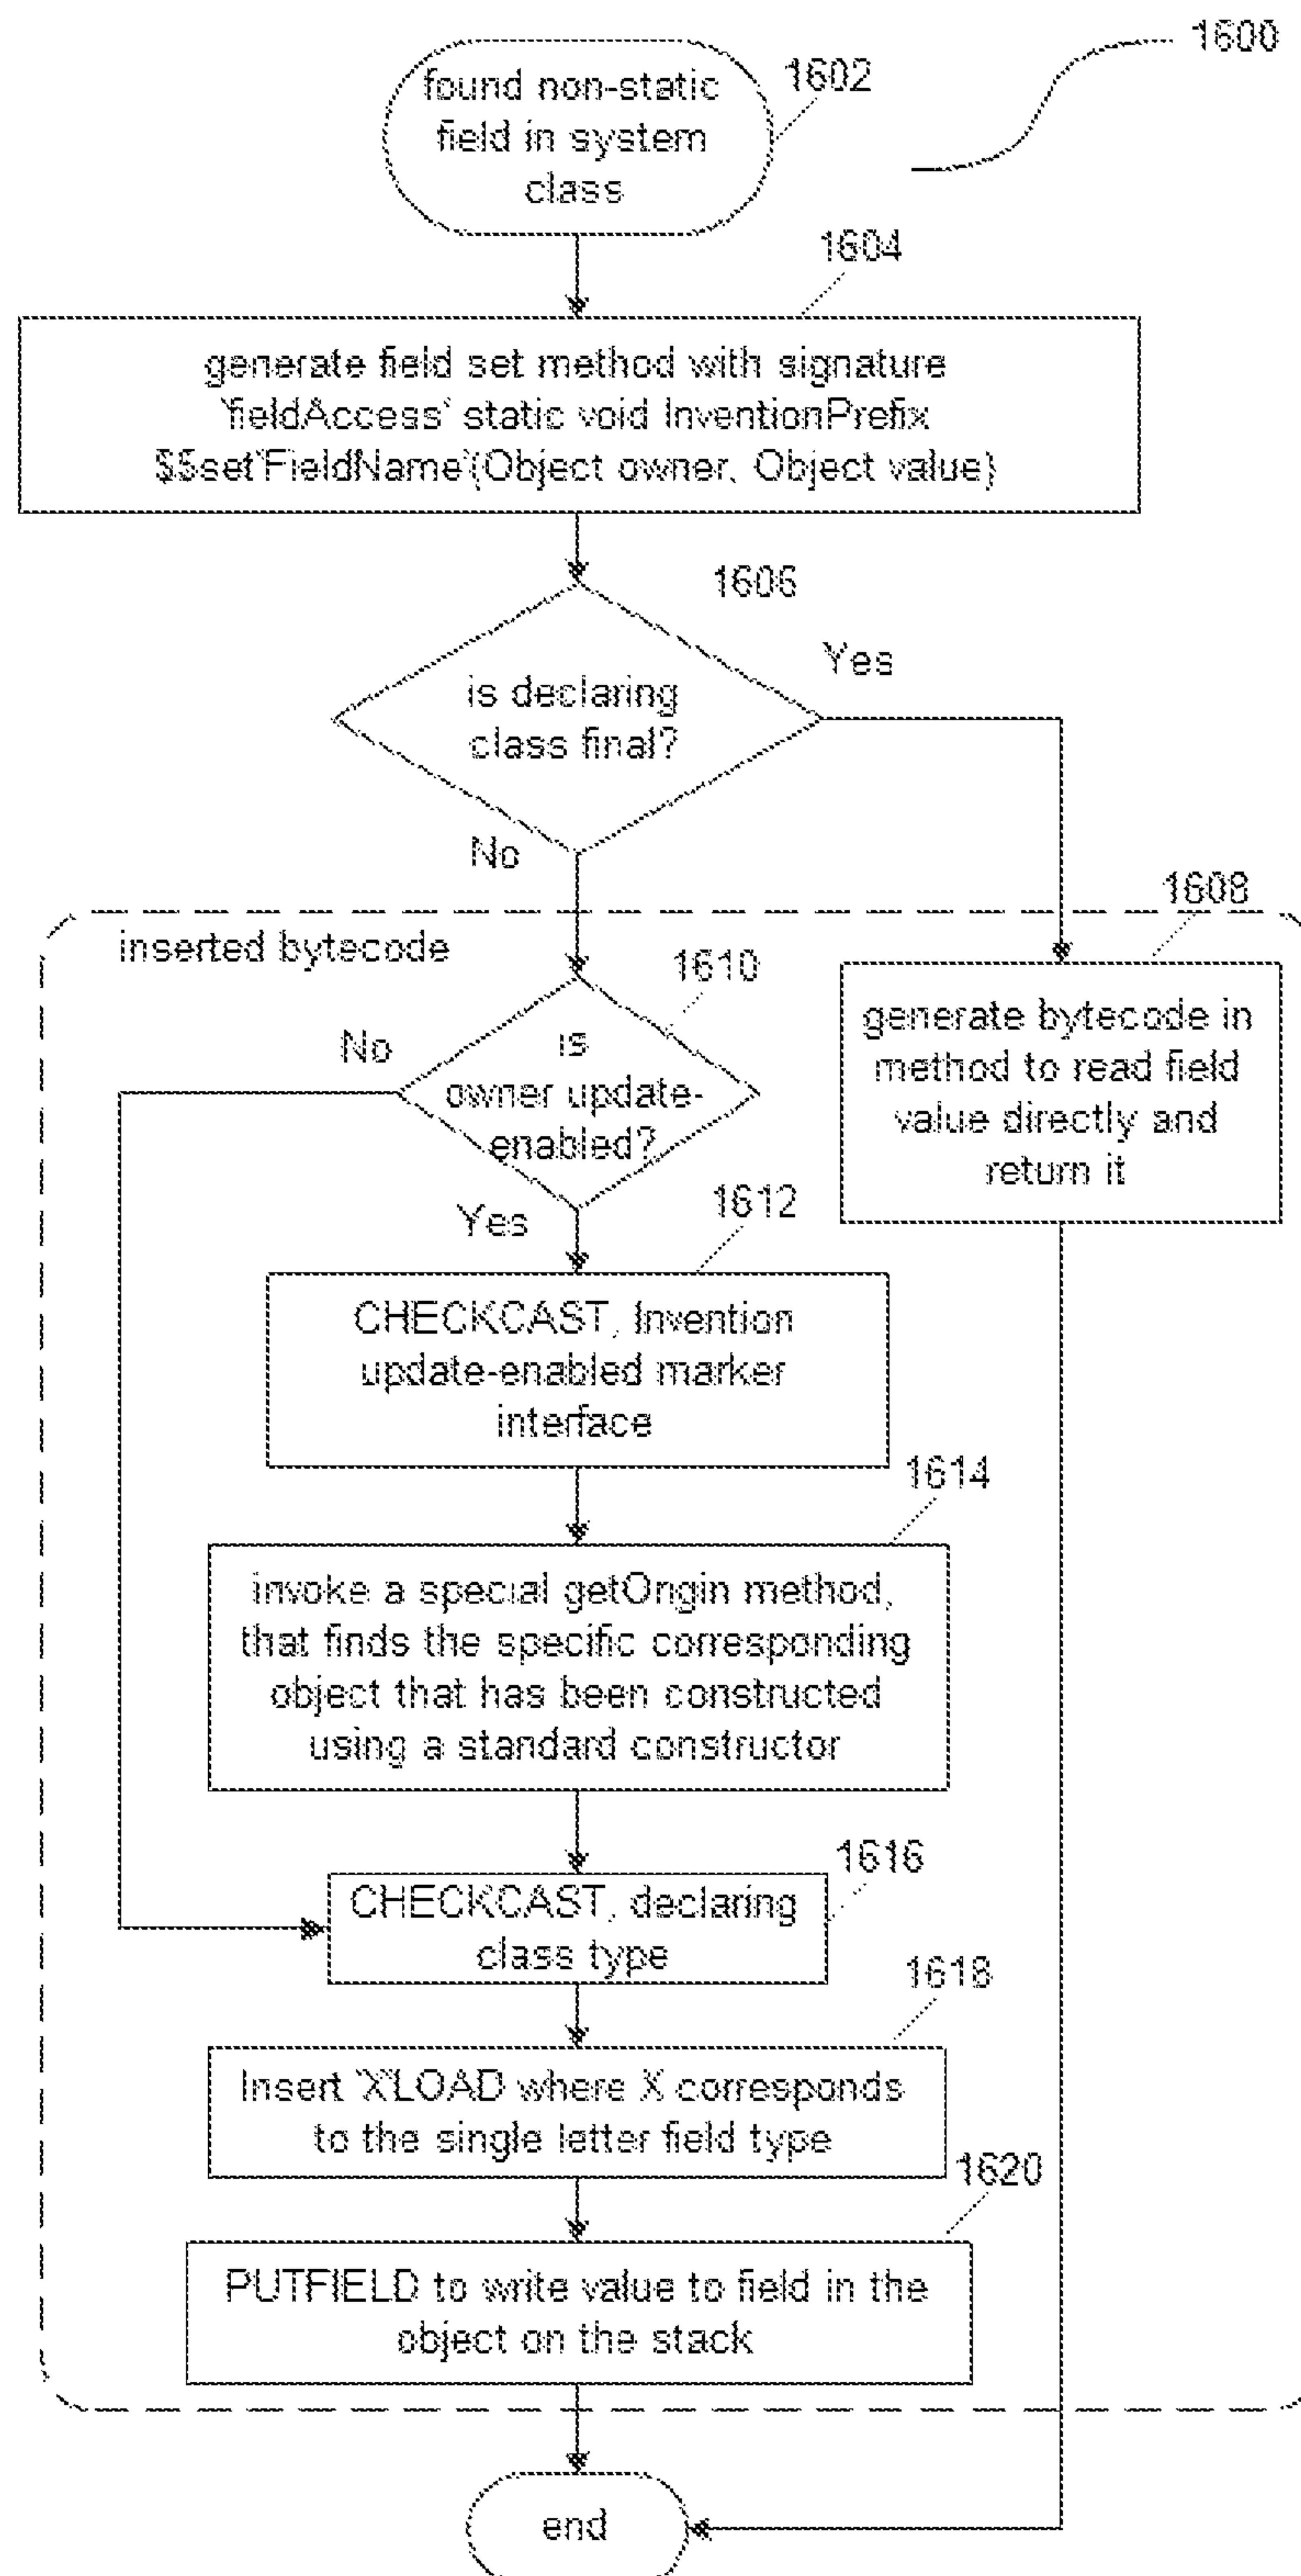 1600
found non-static
field in system
class
1602
1604
generate field set method with signature
'fieldAccess' static void InventionPrefix
$$set'FieldName'(Object owner, Object value)
1606
is declaring
class final?
Yes
No
1608
inserted bytecode
1610
is
owner update-
enabled?
No
Yes
generate bytecode in
method to read field
value directly and
return it
1612
CHECKCAST, Invention
update-enabled marker
interface
1614
invoke a special getOrigin method,
that finds the specific corresponding
object that has been constructed
using a standard constructor
1616
CHECKCAST, declaring
class type
1618
Insert 'X'LOAD where X corresponds
to the single letter field type
1620
PUTFIELD to write value to field in the
object on the stack
end